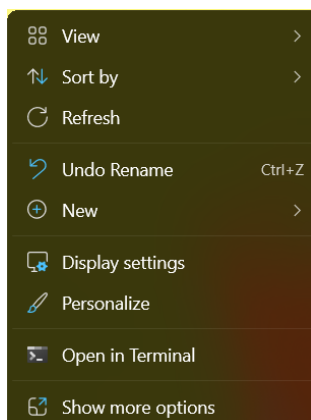 View
Sort by
Refresh
Undo Rename Ctrl+Z
New
Display settings
Personalize
Open in Terminal
Show more options